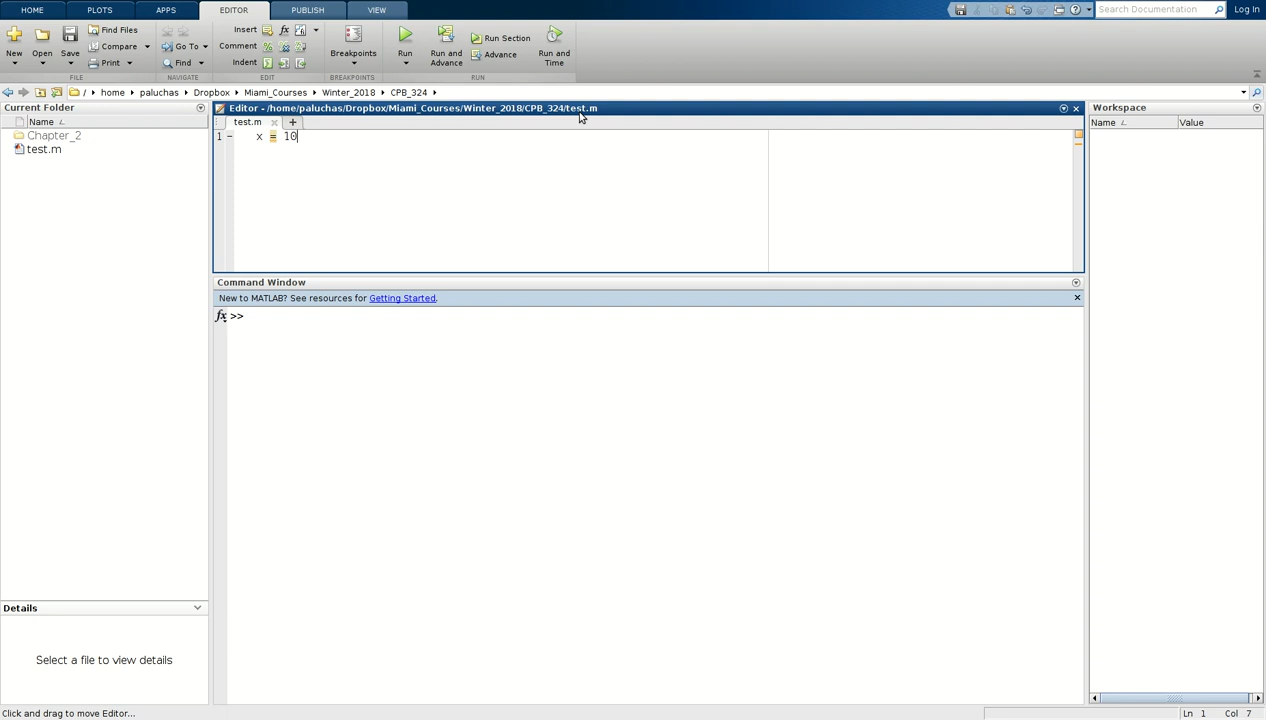 HOME PLOTS APPS EDITOR PUBLISH VIEW Search Documentation Log In
New Open Save Find Files Compare Print
Go To Find
Insert fx
Comment % 
Indent
Breakpoints Run Run and Advance Run Section Advance Run and Time
FILE NAVIGATE EDIT BREAKPOINTS RUN
/ home paluchas Dropbox Miami_Courses Winter_2018 CPB_324
Current Folder
Name
Chapter_2
test.m
Editor - /home/paluchas/Dropbox/Miami_Courses/Winter_2018/CPB_324/test.m
test.m +
1 - x = 10
Workspace
Name Value
Command Window
New to MATLAB? See resources for Getting Started.
fx >>
Details
Select a file to view details
Click and drag to move Editor...
Ln 1 Col 7